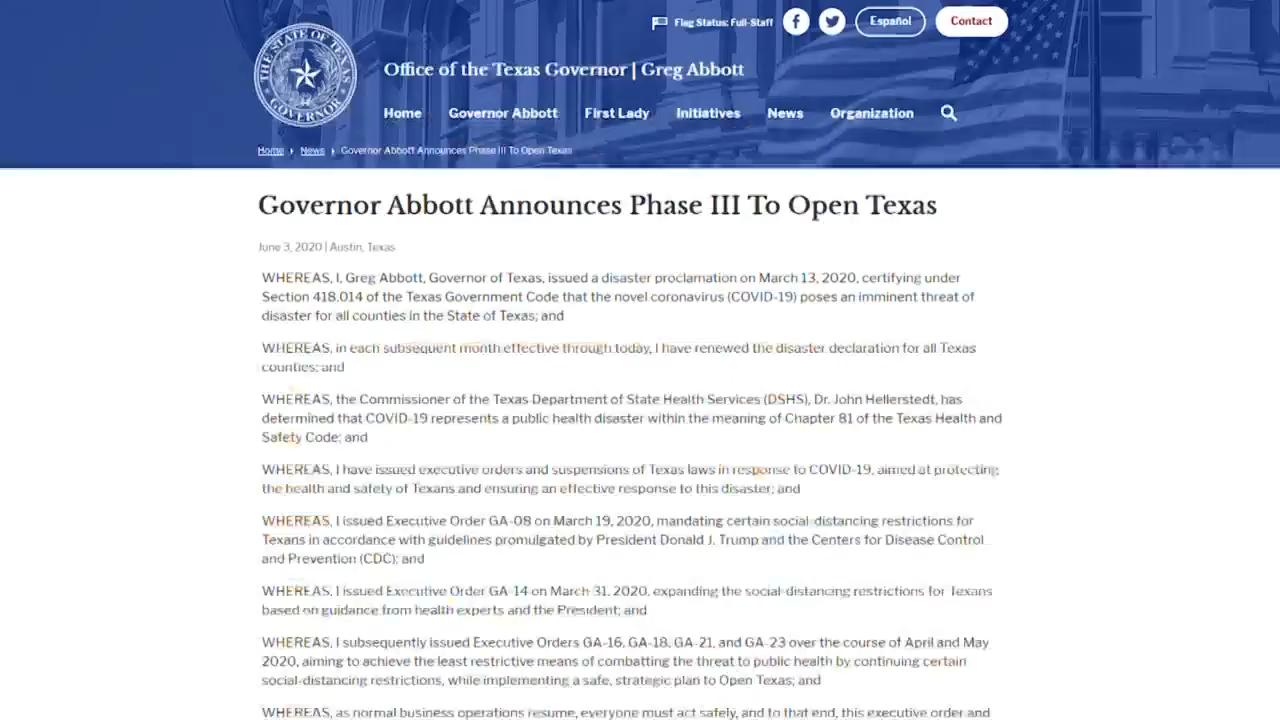 Flag Status: Full-Staff
Español
Contact
THE STATE OF TEXAS
GOVERNOR
Office of the Texas Governor | Greg Abbott
Home Governor Abbott First Lady Initiatives News Organization
Home News Governor Abbott Announces Phase III To Open Texas
Governor Abbott Announces Phase III To Open Texas
June 3, 2020 | Austin, Texas
WHEREAS, I, Greg Abbott, Governor of Texas, issued a disaster proclamation on March 13, 2020, certifying under
Section 418.014 of the Texas Government Code that the novel coronavirus (COVID-19) poses an imminent threat of
disaster for all counties in the State of Texas; and
WHEREAS, in each subsequent month effective through today, I have renewed the disaster declaration for all Texas
counties; and
WHEREAS, the Commissioner of the Texas Department of State Health Services (DSHS), Dr. John Hellerstedt, has
determined that COVID-19 represents a public health disaster within the meaning of Chapter 81 of the Texas Health and
Safety Code; and
WHEREAS, I have issued executive orders and suspensions of Texas laws in response to COVID-19, aimed at protecting
the health and safety of Texans and ensuring an effective response to this disaster; and
WHEREAS, I issued Executive Order GA-08 on March 19, 2020, mandating certain social-distancing restrictions for
Texans in accordance with guidelines promulgated by President Donald J. Trump and the Centers for Disease Control
and Prevention (CDC); and
WHEREAS, I issued Executive Order GA-14 on March 31, 2020, expanding the social-distancing restrictions for Texans
based on guidance from health experts and the President; and
WHEREAS, I subsequently issued Executive Orders GA-16, GA-18, GA-21, and GA-23 over the course of April and May
2020, aiming to achieve the least restrictive means of combatting the threat to public health by continuing certain
social-distancing restrictions, while implementing a safe, strategic plan to Open Texas; and
WHEREAS, as normal business operations resume, everyone must act safely, and to that end, this executive order and